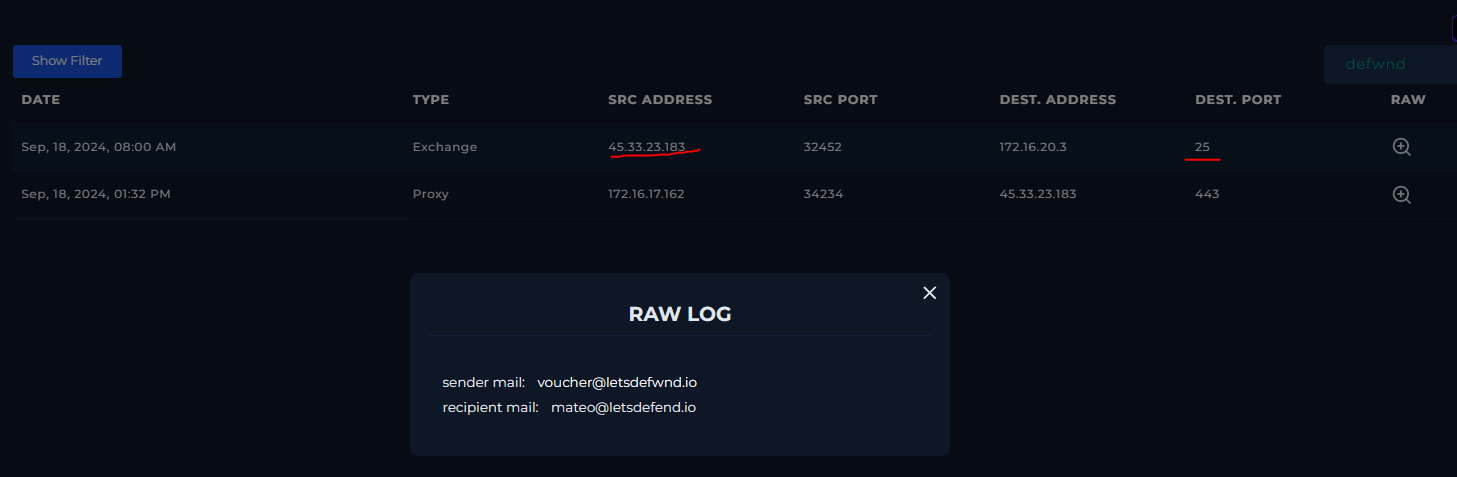 Show Filter
defwnd
DATE TYPE SRC ADDRESS SRC PORT DEST. ADDRESS DEST. PORT RAW
Sep, 18, 2024, 08:00 AM Exchange 45.33.23.183 32452 172.16.20.3 25
Sep, 18, 2024, 01:32 PM Proxy 172.16.17.162 34234 45.33.23.183 443
RAW LOG
sender mail: voucher@letsdefwnd.io
recipient mail: mateo@letsdefend.io